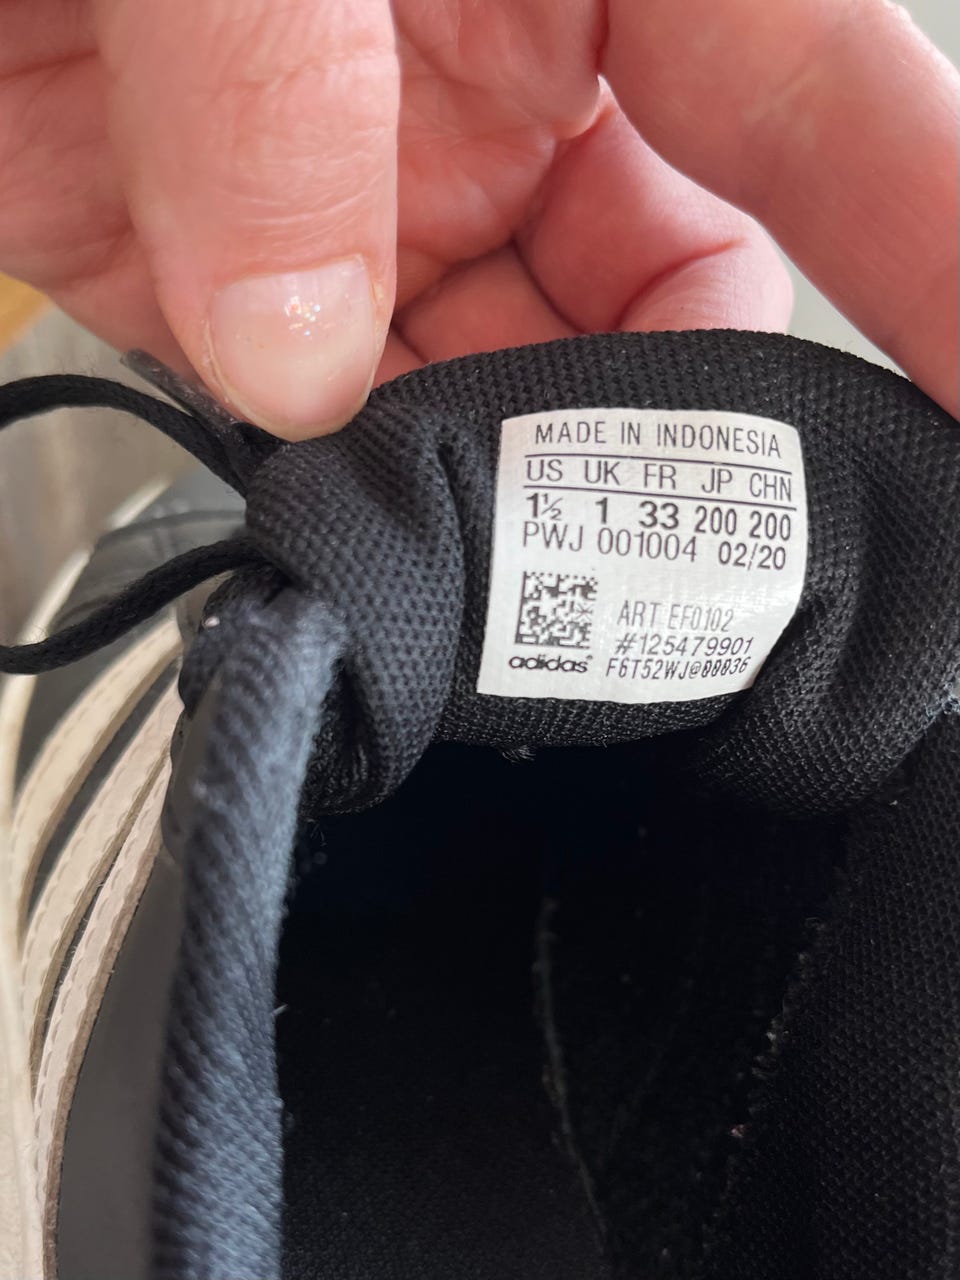 MADE IN INDONESIA
US UK FR JP CHN
1½ 1 33 200 200
PWJ 001004 02/20
ART EF0102
#125479901
adidas® F6T52WJ@00036